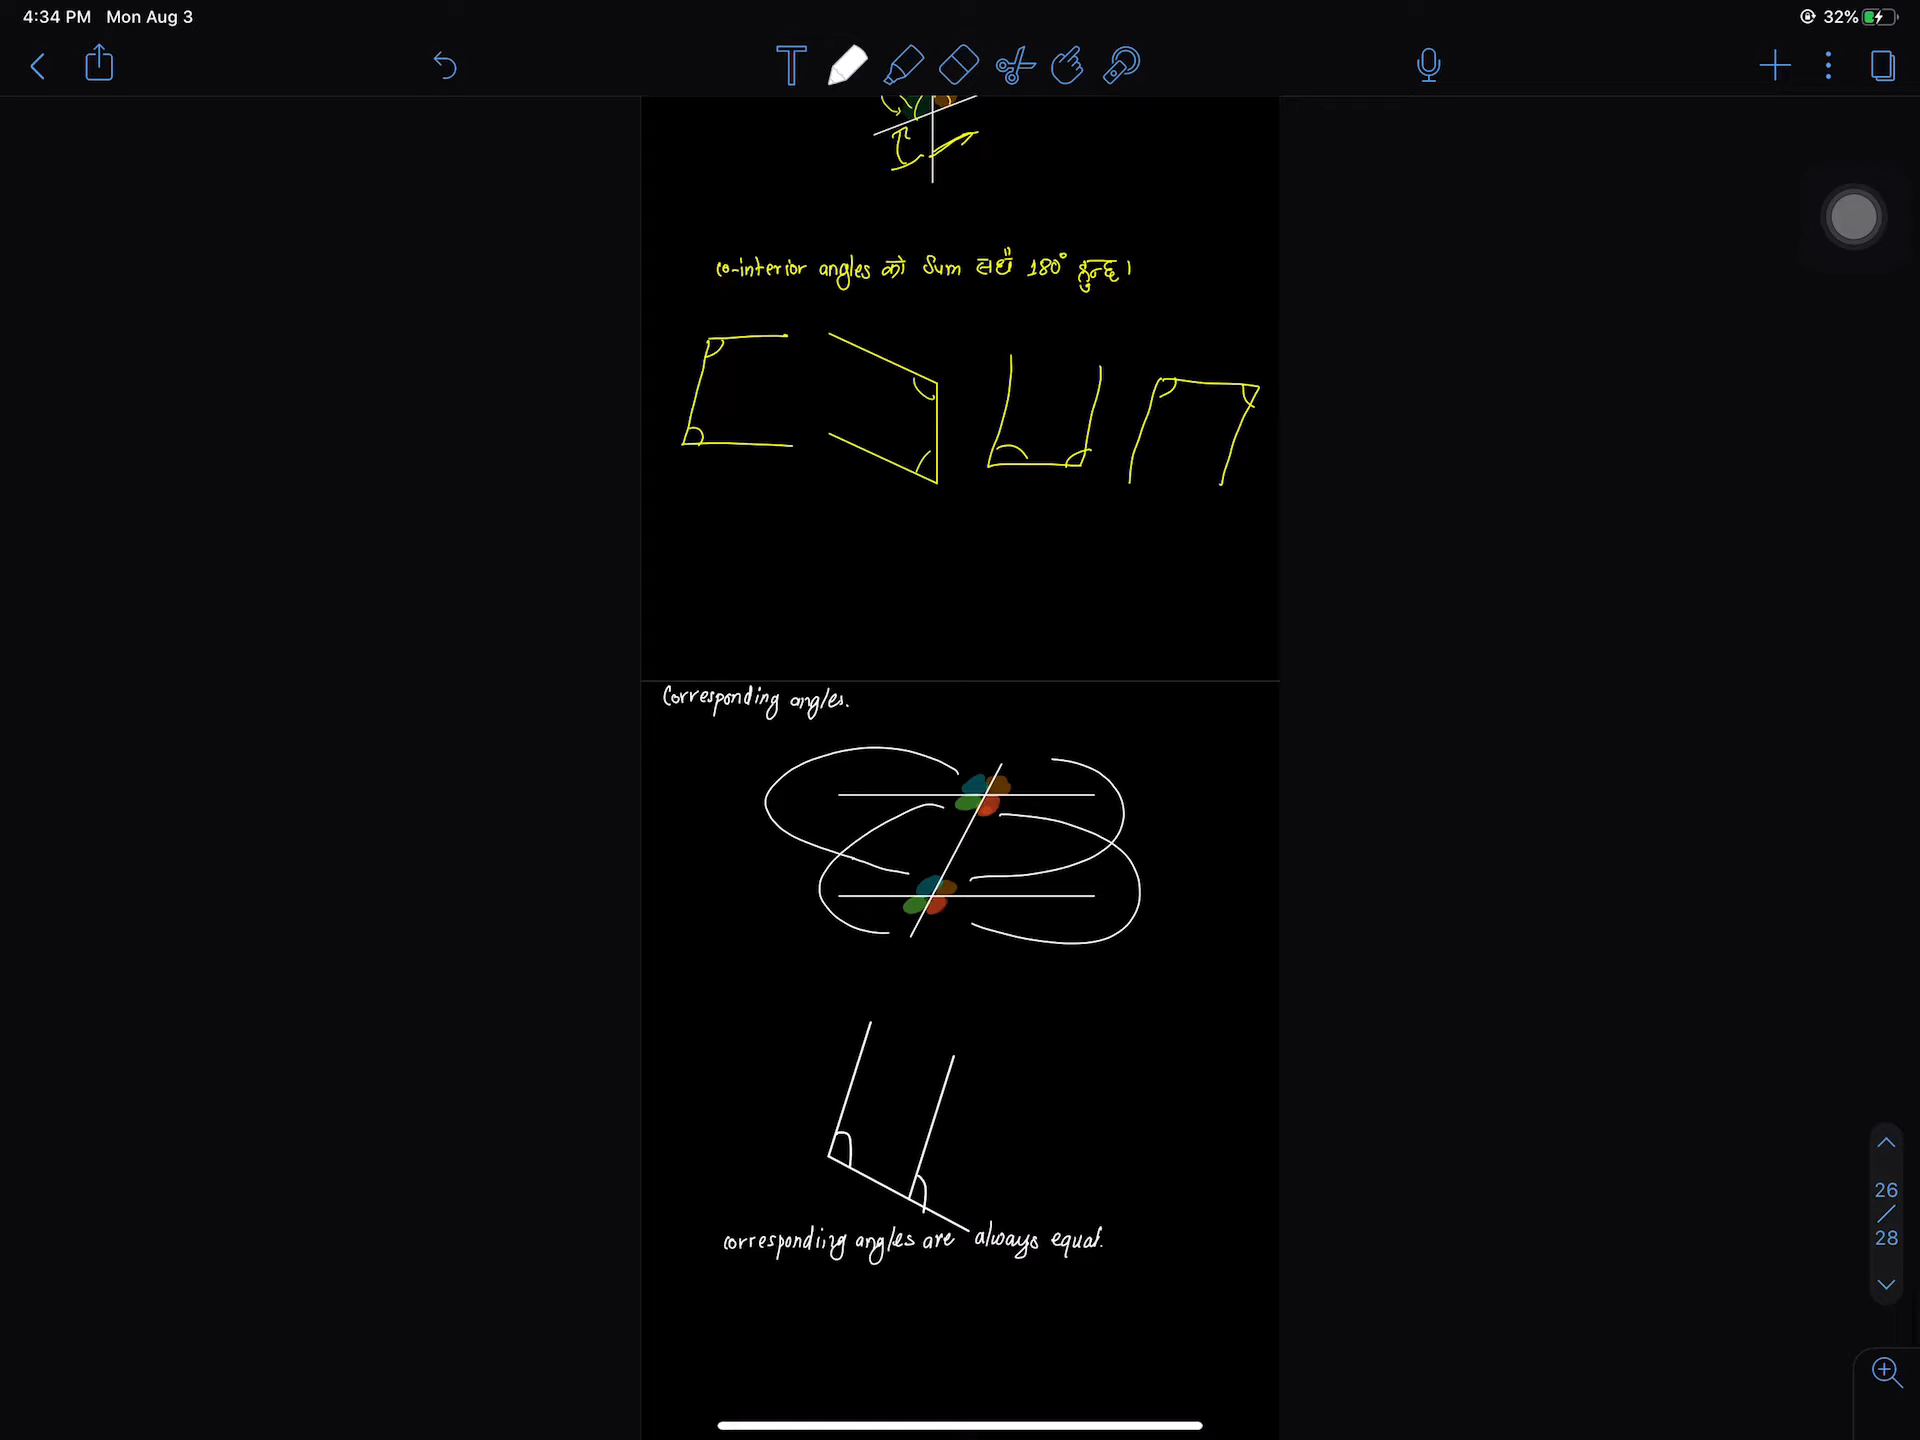 4:34 PM Mon Aug 3
32%
T
co-interior angles को Sum सधैँ 180° हुन्छ।
Corresponding angles.
correspondiing angles are always equal.
26
/
28